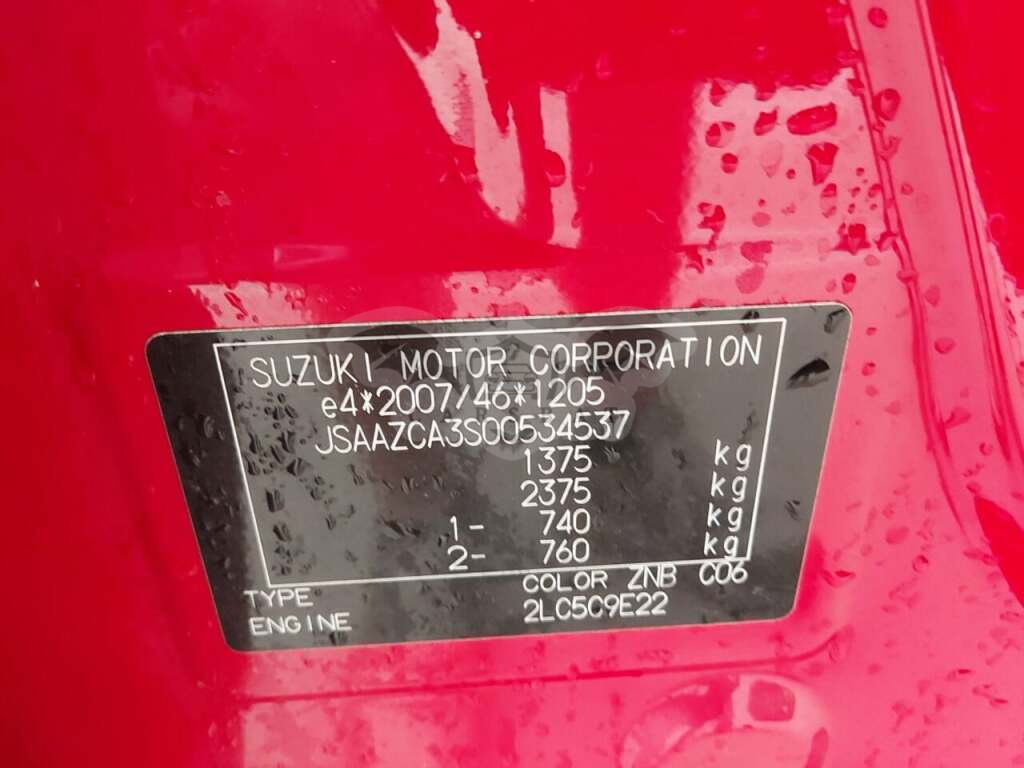 SUZUKI MOTOR CORPORATION
e4*2007/46*1205
JSAAZCA3S00534537
1375 kg
2375 kg
1- 740 kg
2- 760 kg
COLOR ZNB C06
TYPE 2LC5C9E22
ENGINE